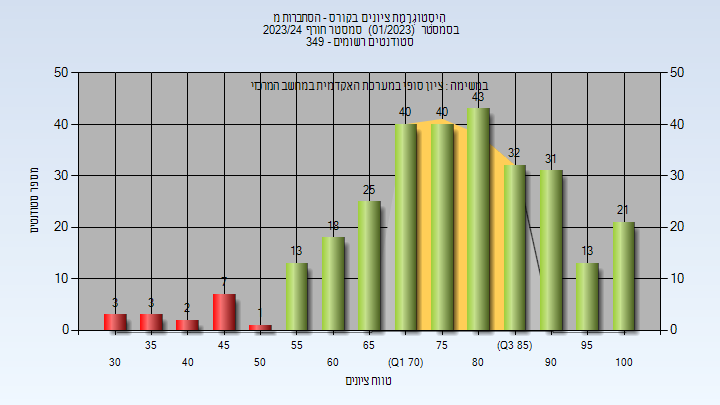 היסטוגרמת ציונים בקורס - הסתברות מ
בסמסטר (01/2023) סמסטר חורף 2023/24
סטודנטים רשומים - 349
במשימה : ציון סופי במערכת האקדמית במחשב המרכזי
מספר סטודנטים
50 50
40 40
30 30
20 20
10 10
0 0
3 3 2 7 1 13 18 25 40 40 43 32 31 13 21
35 45 55 65 75 (Q3 85) 95
30 40 50 60 (Q1 70) 80 90 100
טווח ציונים